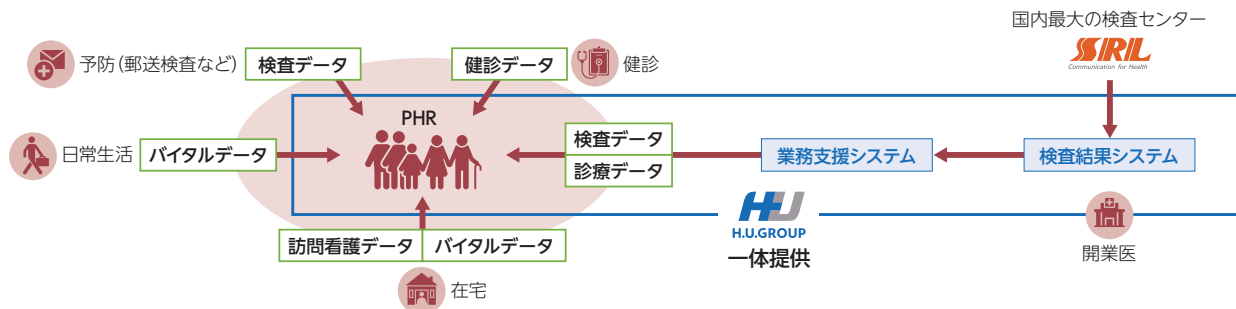 国内最大の検査センター
SRL
Communication for Health
予防(郵送検査など)
検査データ
健診データ
健診
PHR
日常生活
バイタルデータ
検査データ
診療データ
業務支援システム
検査結果システム
H.U.GROUP
一体提供
開業医
訪問看護データ
バイタルデータ
在宅